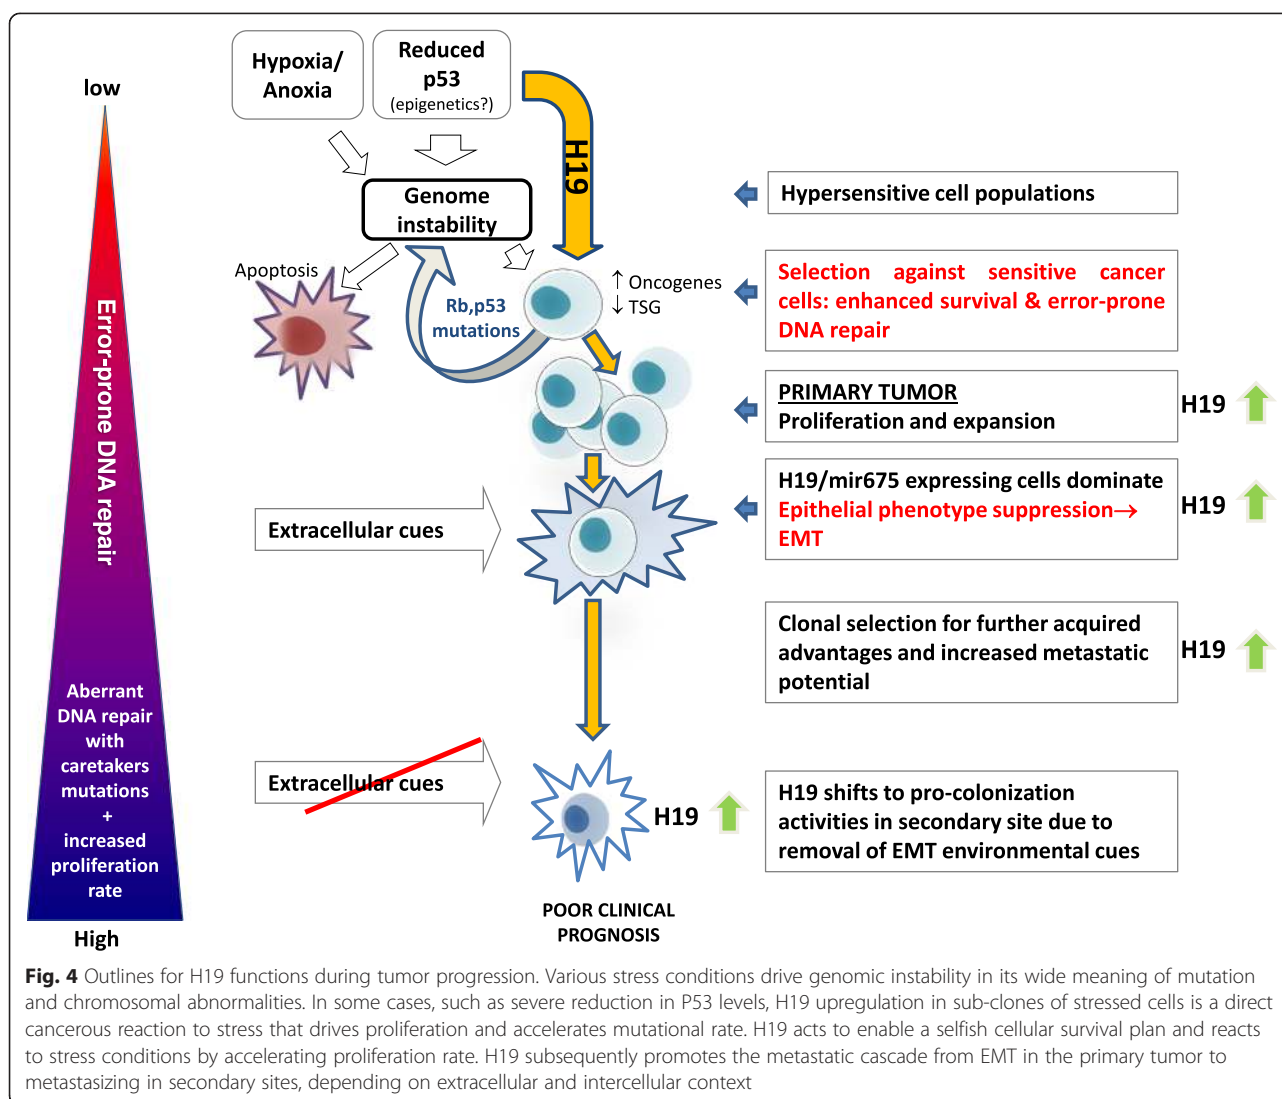 low
Error-prone DNA repair
Aberrant
DNA repair
with
caretakers
mutations
+
increased
proliferation
rate
High
Hypoxia/
Anoxia
Reduced
p53
(epigenetics?)
H19
Genome
instability
Apoptosis
Rb,p53
mutations
↑ Oncogenes
↓ TSG
Hypersensitive cell populations
Selection against sensitive cancer
cells: enhanced survival & error-prone
DNA repair
PRIMARY TUMOR
Proliferation and expansion
H19
Extracellular cues
H19/mir675 expressing cells dominate
Epithelial phenotype suppression→
EMT
H19
Clonal selection for further acquired
advantages and increased metastatic
potential
H19
Extracellular cues
H19
H19 shifts to pro-colonization
activities in secondary site due to
removal of EMT environmental cues
POOR CLINICAL
PROGNOSIS
Fig. 4 Outlines for H19 functions during tumor progression. Various stress conditions drive genomic instability in its wide meaning of mutation
and chromosomal abnormalities. In some cases, such as severe reduction in P53 levels, H19 upregulation in sub-clones of stressed cells is a direct
cancerous reaction to stress that drives proliferation and accelerates mutational rate. H19 acts to enable a selfish cellular survival plan and reacts
to stress conditions by accelerating proliferation rate. H19 subsequently promotes the metastatic cascade from EMT in the primary tumor to
metastasizing in secondary sites, depending on extracellular and intercellular context